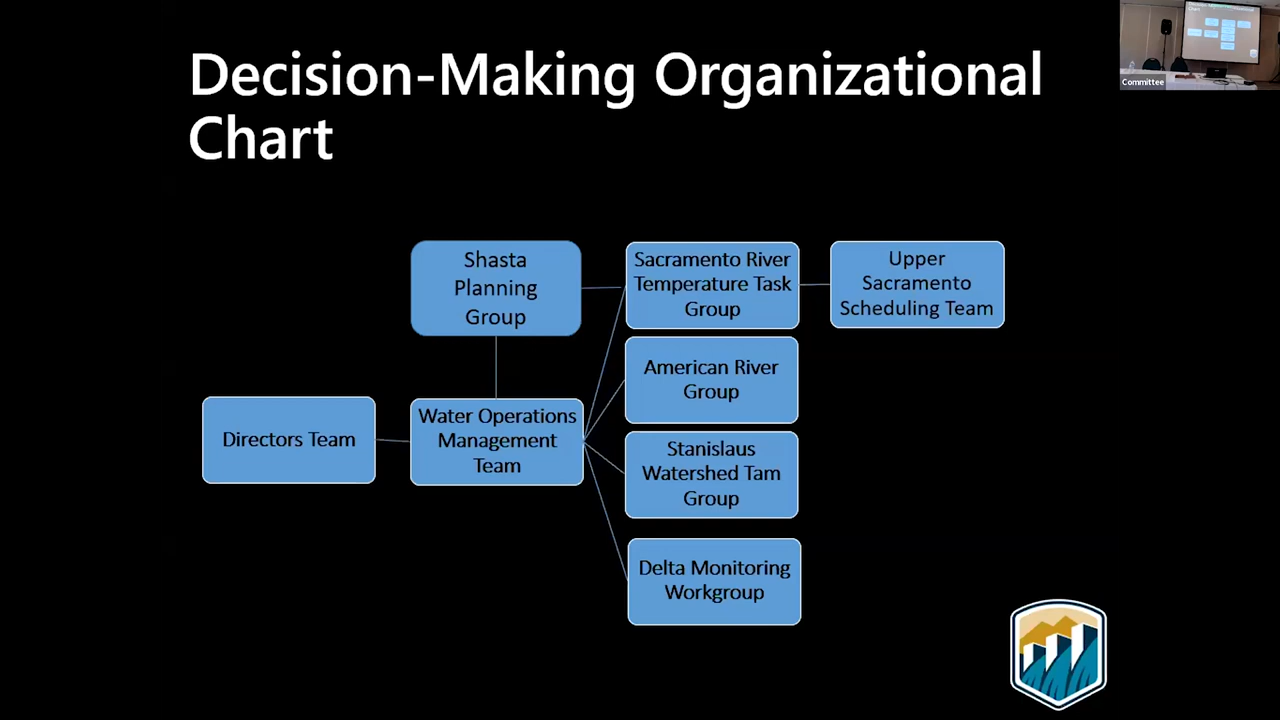 Decision-Making Organizational
Chart
Committee
Shasta
Planning
Group
Sacramento River
Temperature Task
Group
Upper
Sacramento
Scheduling Team
American River
Group
Directors Team
Water Operations
Management
Team
Stanislaus
Watershed Tam
Group
Delta Monitoring
Workgroup